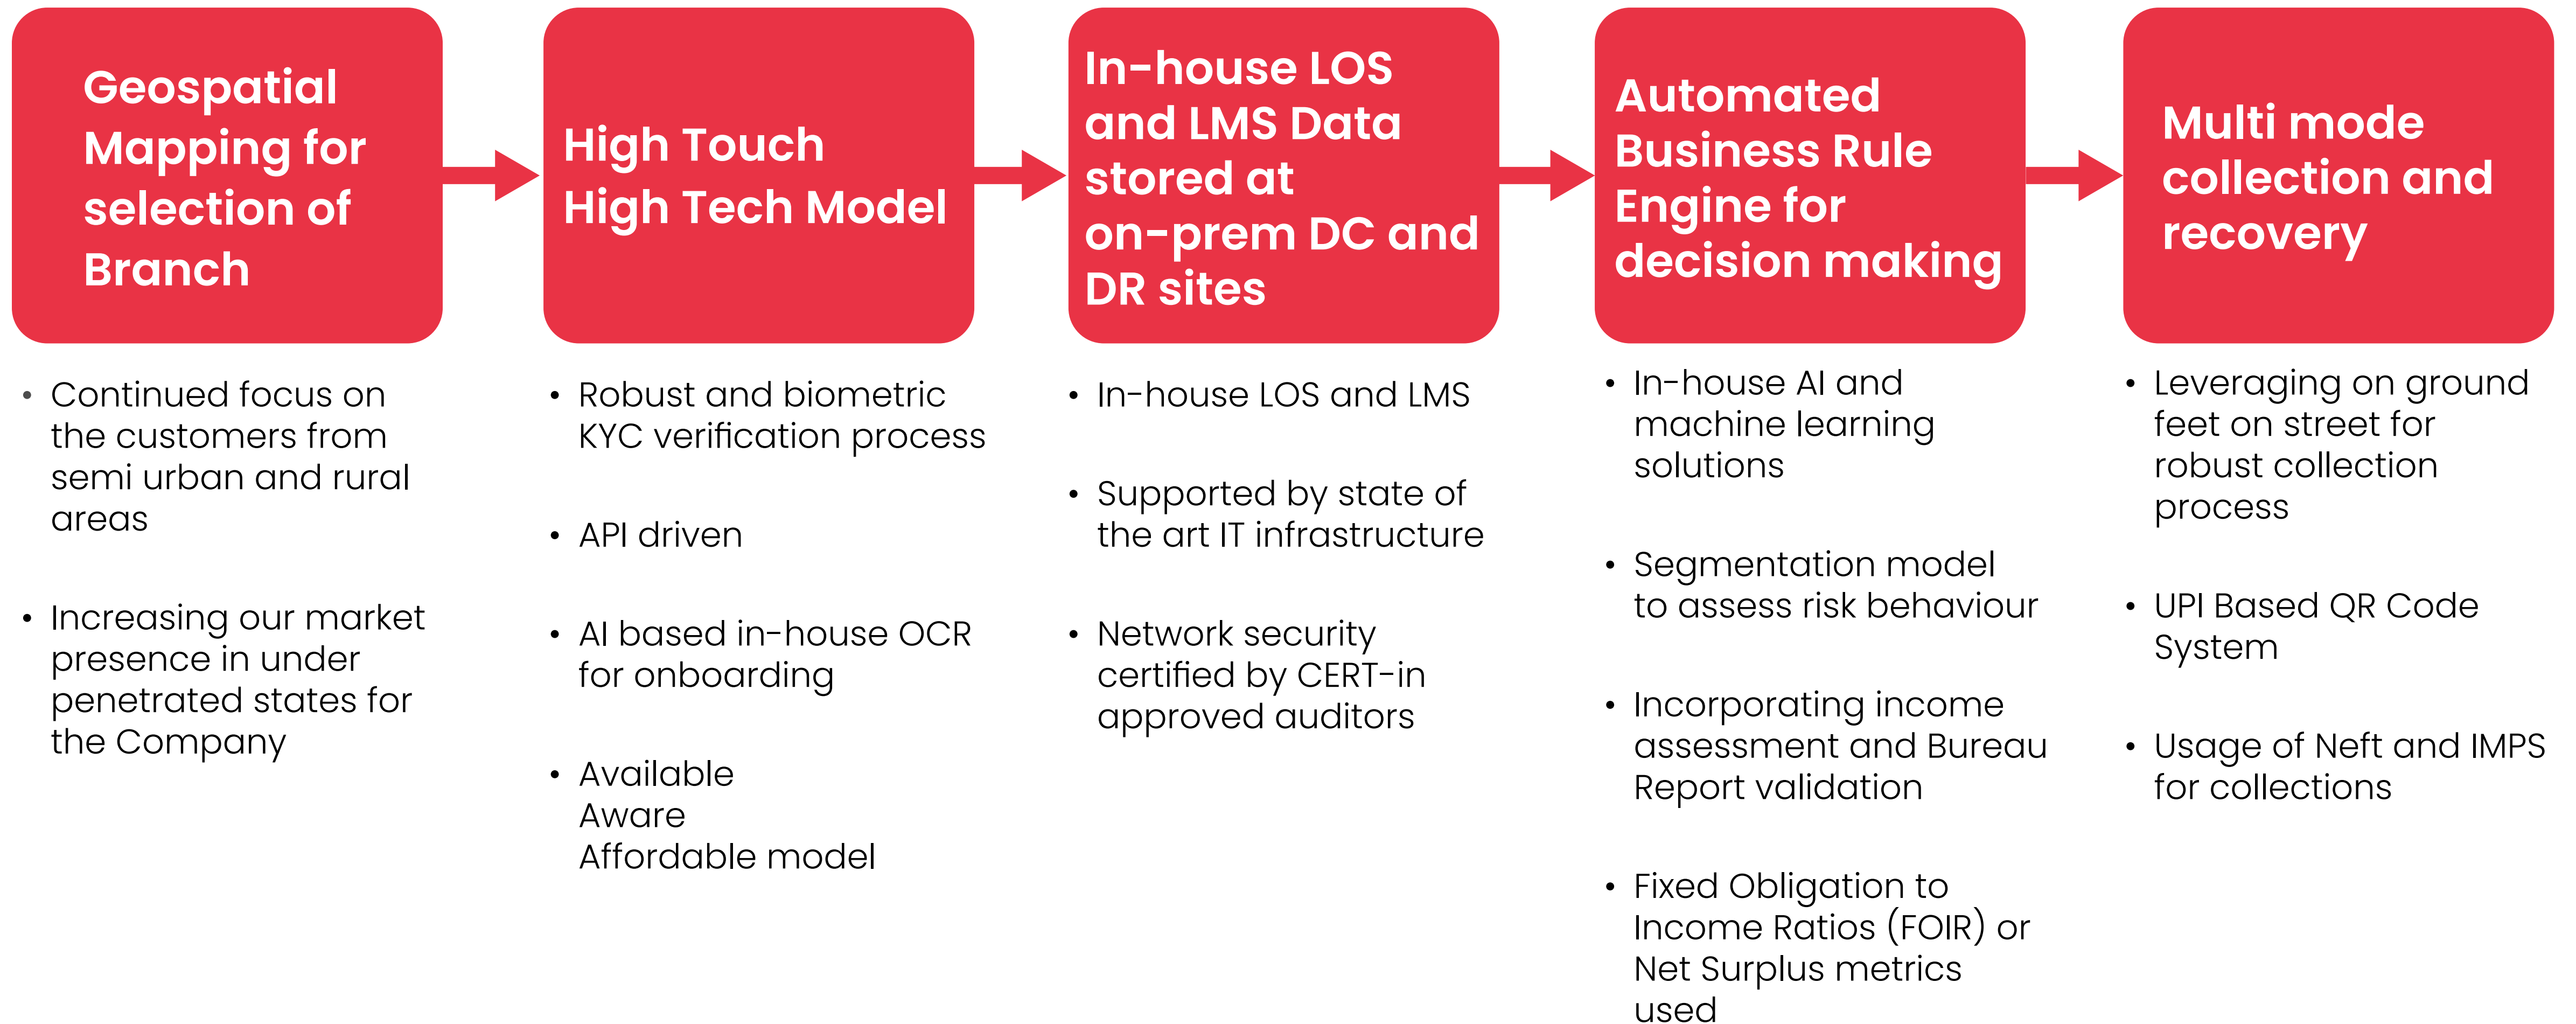 Geospatial
Mapping for
selection of
Branch
High Touch
High Tech Model
In-house LOS
and LMS Data
stored at
on-prem DC and
DR sites
Automated
Business Rule
Engine for
decision making
Multi mode
collection and
recovery
• Continued focus on
the customers from
semi urban and rural
areas
• Increasing our market
presence in under
penetrated states for
the Company
• Robust and biometric
KYC verification process
• API driven
• AI based in-house OCR
for onboarding
• Available
Aware
Affordable model
• In-house LOS and LMS
• Supported by state of
the art IT infrastructure
• Network security
certified by CERT-in
approved auditors
• In-house AI and
machine learning
solutions
• Segmentation model
to assess risk behaviour
• Incorporating income
assessment and Bureau
Report validation
• Fixed Obligation to
Income Ratios (FOIR) or
Net Surplus metrics
used
• Leveraging on ground
feet on street for
robust collection
process
• UPI Based QR Code
System
• Usage of Neft and IMPS
for collections